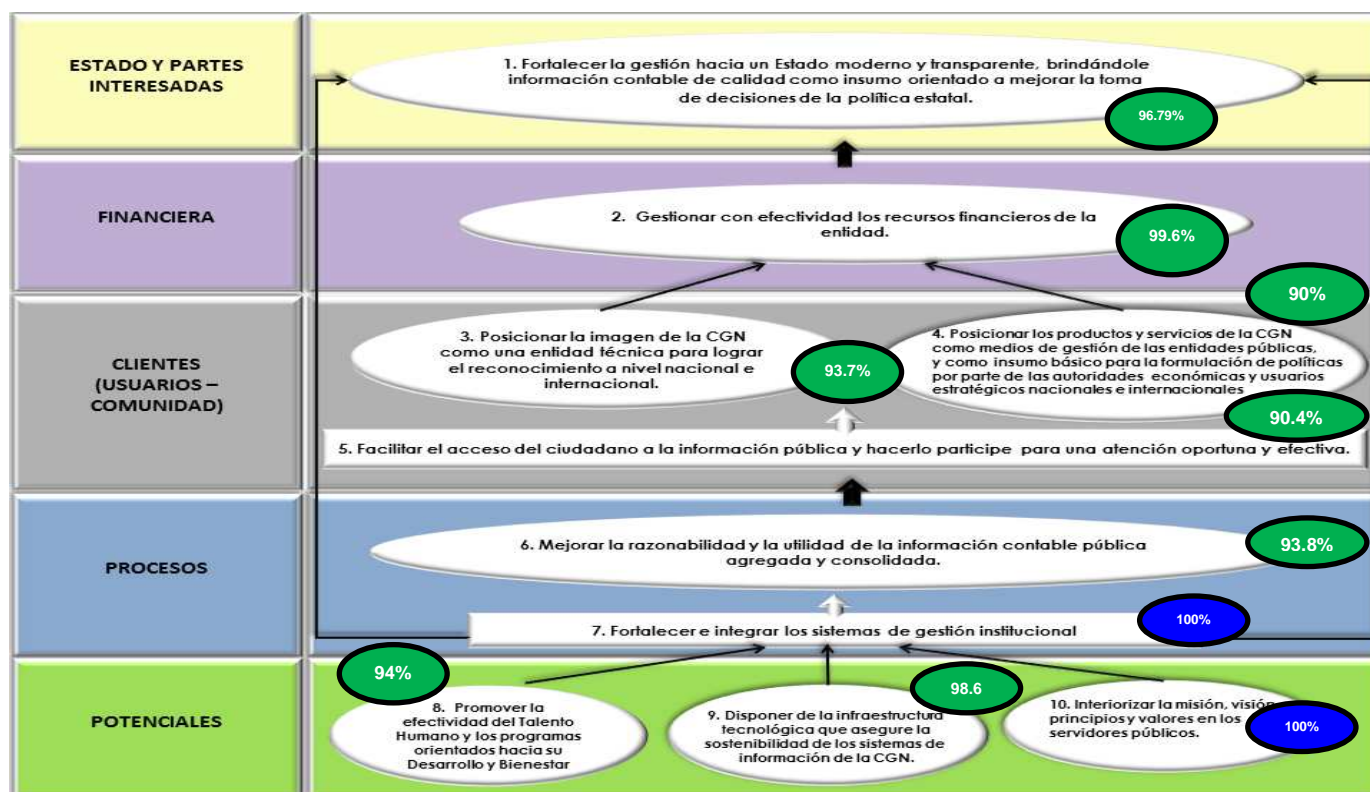 ESTADO Y PARTES
INTERESADAS
1. Fortalecer la gestión hacia un Estado moderno y transparente, brindándole
información contable de calidad como insumo orientado a mejorar la toma
de decisiones de la política estatal.
96.79%
FINANCIERA
2. Gestionar con efectividad los recursos financieros de la
entidad.
99.6%
90%
CLIENTES
(USUARIOS –
COMUNIDAD)
3. Posicionar la imagen de la CGN
como una entidad técnica para lograr
el reconocimiento a nivel nacional e
internacional.
93.7%
4. Posicionar los productos y servicios de la CGN
como medios de gestión de las entidades públicas,
y como insumo básico para la formulación de políticas
por parte de las autoridades económicas y usuarios
estratégicos nacionales e internacionales
90.4%
5. Facilitar el acceso del ciudadano a la información pública y hacerlo participe para una atención oportuna y efectiva.
PROCESOS
6. Mejorar la razonabilidad y la utilidad de la información contable pública
agregada y consolidada.
93.8%
7. Fortalecer e integrar los sistemas de gestión institucional
100%
POTENCIALES
94%
8. Promover la
efectividad del Talento
Humano y los programas
orientados hacia su
Desarrollo y Bienestar
98.6
9. Disponer de la infraestructura
tecnológica que asegure la
sostenibilidad de los sistemas de
información de la CGN.
10. Interiorizar la misión, visión
principios y valores en los
servidores públicos.
100%